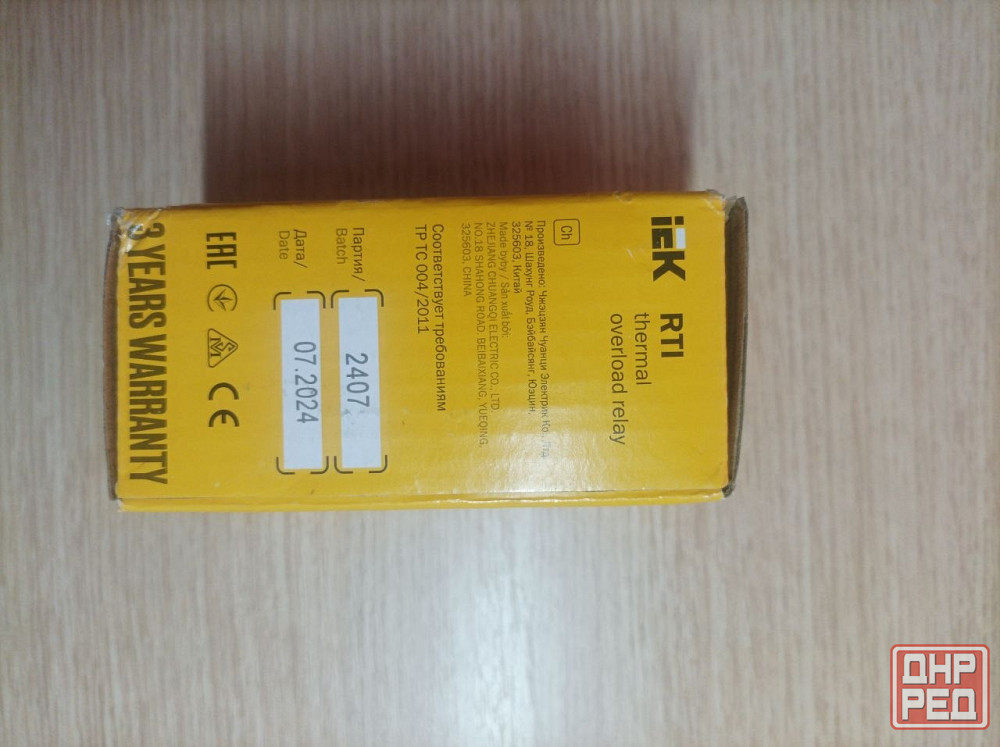 IEK
RTI
thermal
overload relay
Ch
Произведено: Чжэцзян Чуанци Электрик Ко., Лтд
№ 18, Шахунг Роуд, Бэйбайсянг, Юэцин,
325603, Китай
Made byby / Sản xuất bởi:
ZHEJIANG CHUANGQI ELECTRIC CO., LTD
NO.18 SHAHONG ROAD, BEIBAIXIANG, YUEQING,
325603, CHINA
Соответствует требованиям
ТР ТС 004/2011
Партия/
Batch
2407
Дата/
Date
07.2024
EAC
CE
3 YEARS WARRANTY
ДНР
РЕД